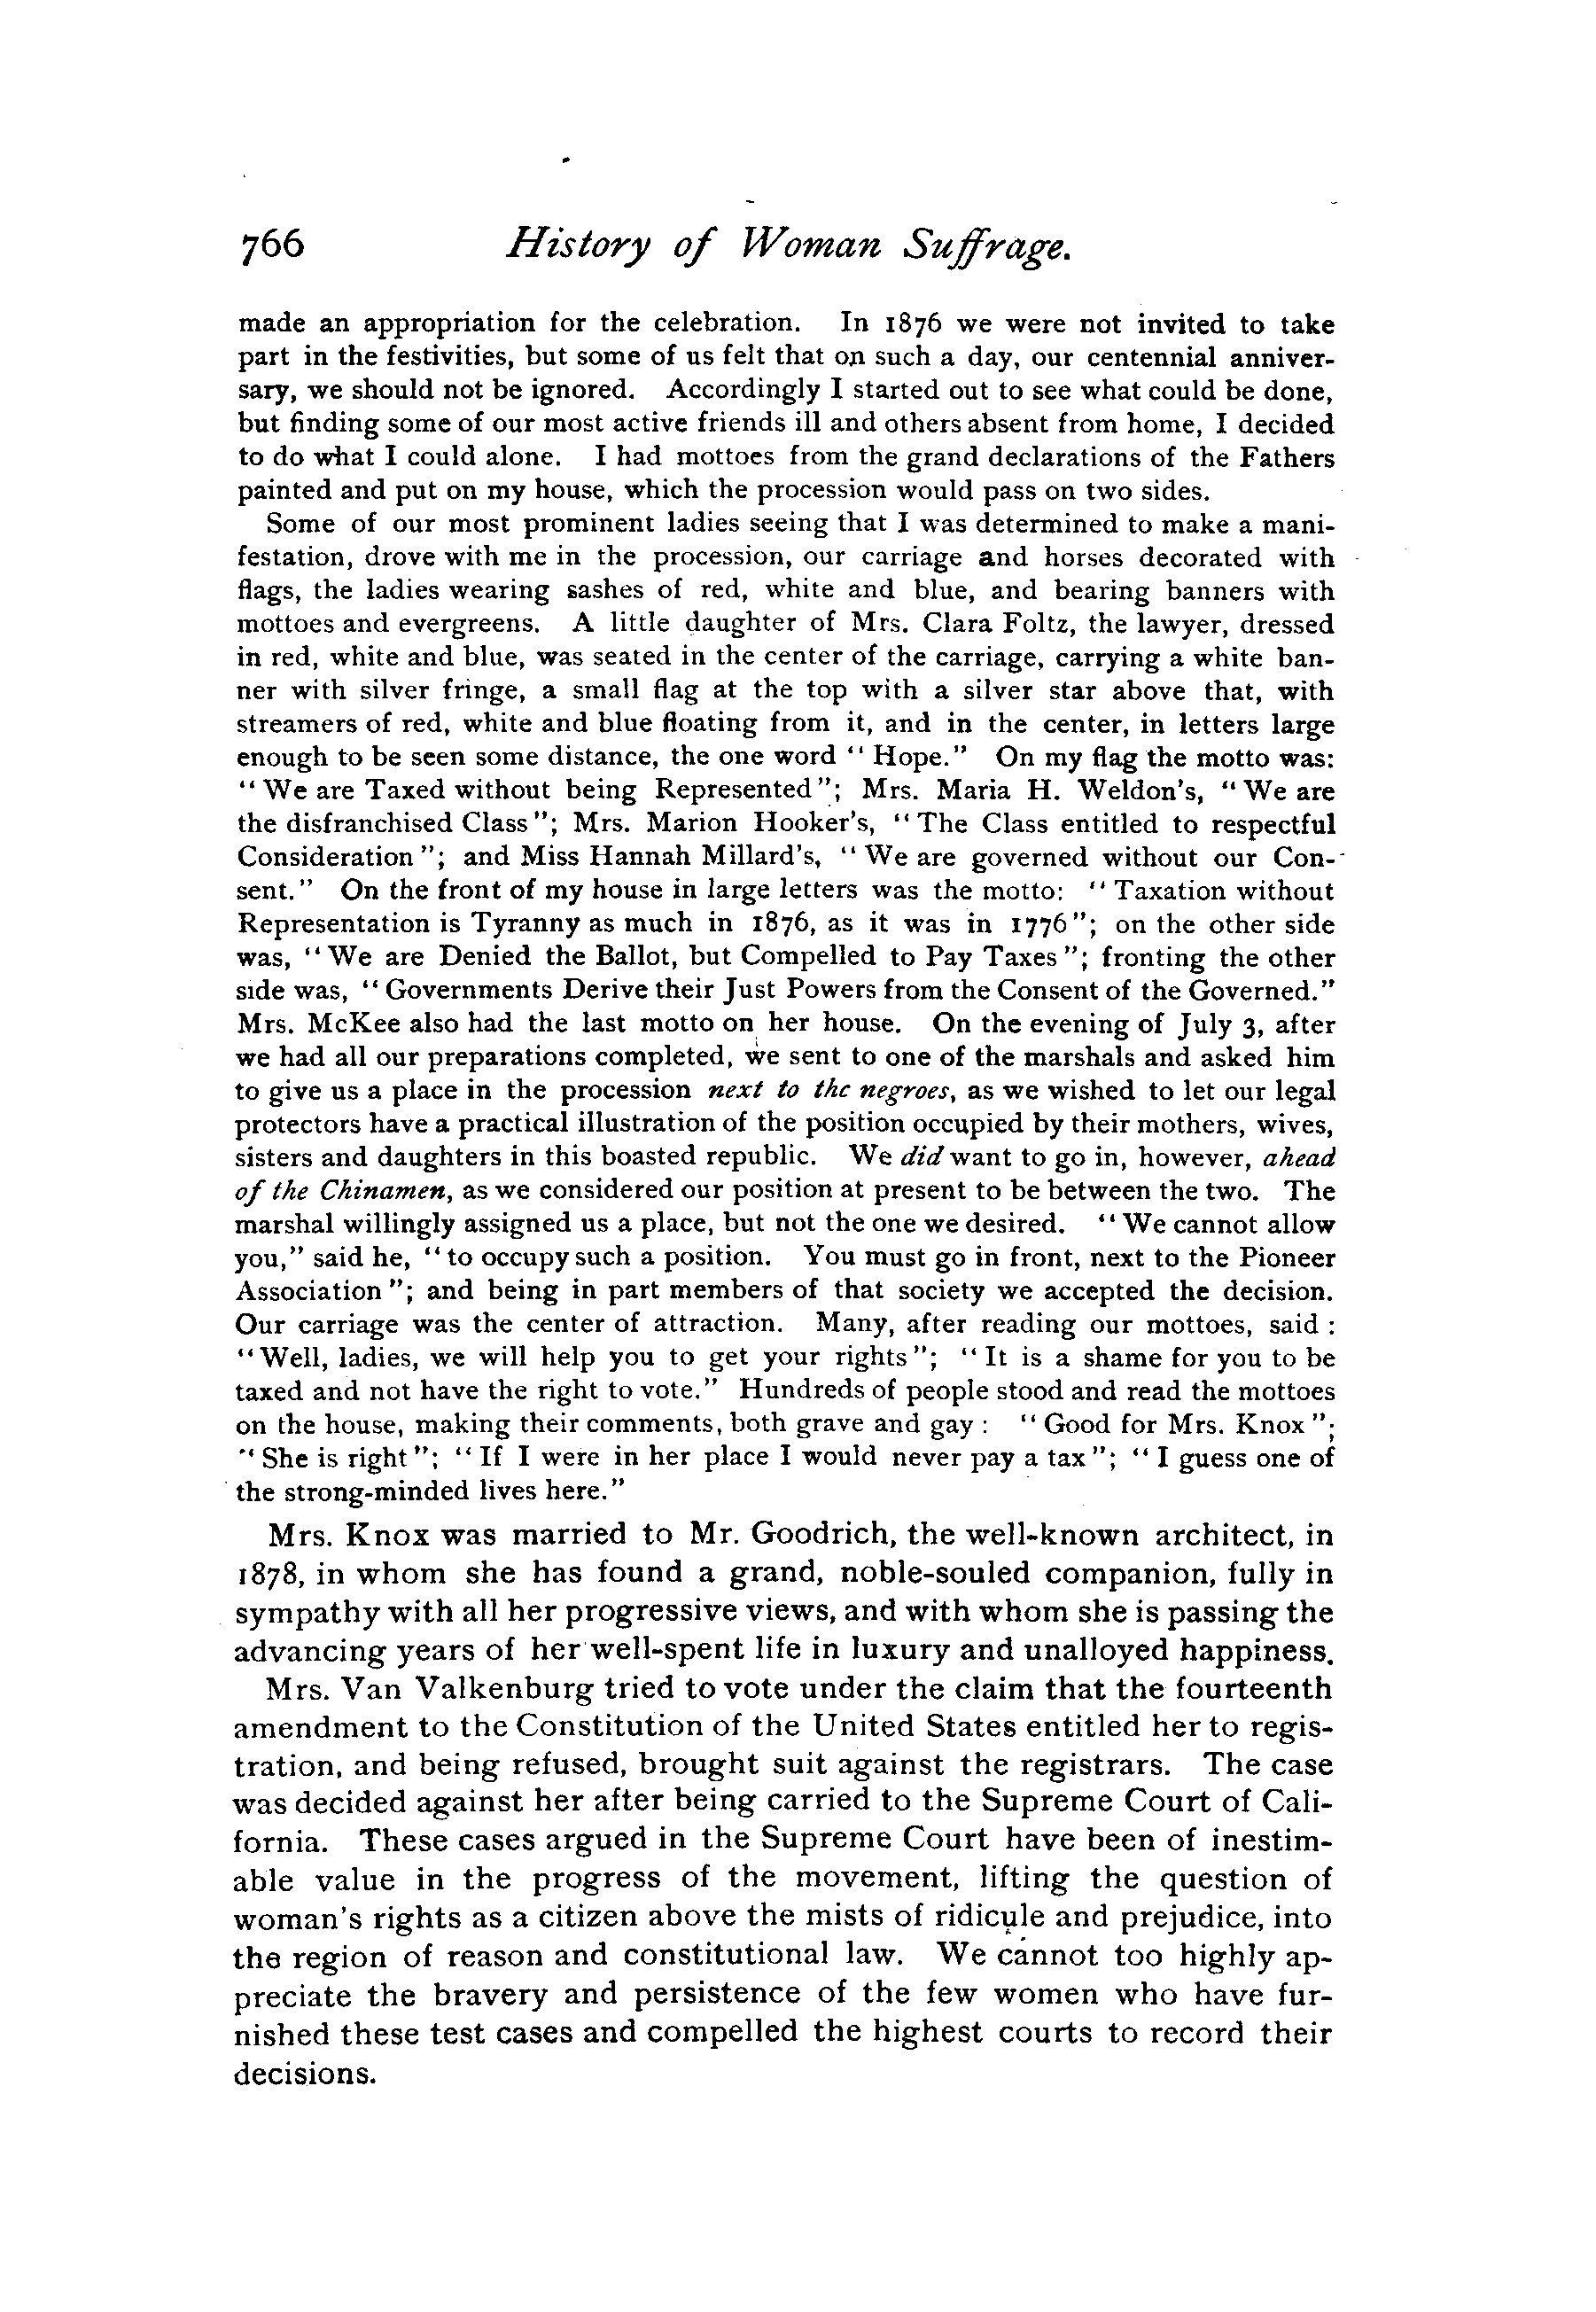 766 History of Woman Suffrage.
made an appropriation for the celebration. In 1876 we were not invited to take
part in the festivities, but some of us felt that on such a day, our centennial anniver-
sary, we should not be ignored. Accordingly I started out to see what could be done,
but finding some of our most active friends ill and others absent from home, I decided
to do what I could alone. I had mottoes from the grand declarations of the Fathers
painted and put on my house, which the procession would pass on two sides.
Some of our most prominent ladies seeing that I was determined to make a mani-
festation, drove with me in the procession, our carriage and horses decorated with
flags, the ladies wearing sashes of red, white and blue, and bearing banners with
mottoes and evergreens. A little daughter of Mrs. Clara Foltz, the lawyer, dressed
in red, white and blue, was seated in the center of the carriage, carrying a white ban-
ner with silver fringe, a small flag at the top with a silver star above that, with
streamers of red, white and blue floating from it, and in the center, in letters large
enough to be seen some distance, the one word "Hope." On my flag the motto was:
"We are Taxed without being Represented"; Mrs. Maria H. Weldon's, "We are
the disfranchised Class"; Mrs. Marion Hooker's, "The Class entitled to respectful
Consideration"; and Miss Hannah Millard's, "We are governed without our Con-
sent." On the front of my house in large letters was the motto: "Taxation without
Representation is Tyranny as much in 1876, as it was in 1776"; on the other side
was, "We are Denied the Ballot, but Compelled to Pay Taxes"; fronting the other
side was, "Governments Derive their Just Powers from the Consent of the Governed."
Mrs. McKee also had the last motto on her house. On the evening of July 3, after
we had all our preparations completed, we sent to one of the marshals and asked him
to give us a place in the procession next to the negroes, as we wished to let our legal
protectors have a practical illustration of the position occupied by their mothers, wives,
sisters and daughters in this boasted republic. We did want to go in, however, ahead
of the Chinamen, as we considered our position at present to be between the two. The
marshal willingly assigned us a place, but not the one we desired. "We cannot allow
you," said he, "to occupy such a position. You must go in front, next to the Pioneer
Association"; and being in part members of that society we accepted the decision.
Our carriage was the center of attraction. Many, after reading our mottoes, said:
"Well, ladies, we will help you to get your rights"; "It is a shame for you to be
taxed and not have the right to vote." Hundreds of people stood and read the mottoes
on the house, making their comments, both grave and gay: "Good for Mrs. Knox";
"She is right"; "If I were in her place I would never pay a tax"; "I guess one of
the strong-minded lives here."
Mrs. Knox was married to Mr. Goodrich, the well-known architect, in
1878, in whom she has found a grand, noble-souled companion, fully in
sympathy with all her progressive views, and with whom she is passing the
advancing years of her well-spent life in luxury and unalloyed happiness.
Mrs. Van Valkenburg tried to vote under the claim that the fourteenth
amendment to the Constitution of the United States entitled her to regis-
tration, and being refused, brought suit against the registrars. The case
was decided against her after being carried to the Supreme Court of Cali-
fornia. These cases argued in the Supreme Court have been of inestim-
able value in the progress of the movement, lifting the question of
woman's rights as a citizen above the mists of ridicule and prejudice, into
the region of reason and constitutional law. We cannot too highly ap-
preciate the bravery and persistence of the few women who have fur-
nished these test cases and compelled the highest courts to record their
decisions.